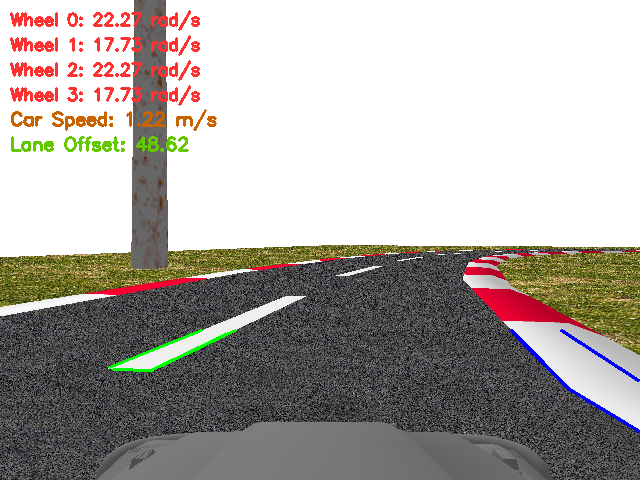 Wheel 0: 22.27 rad/s
Wheel 1: 17.73 rad/s
Wheel 2: 22.27 rad/s
Wheel 3: 17.73 rad/s
Car Speed: 1.22 m/s
Lane Offset: 48.62